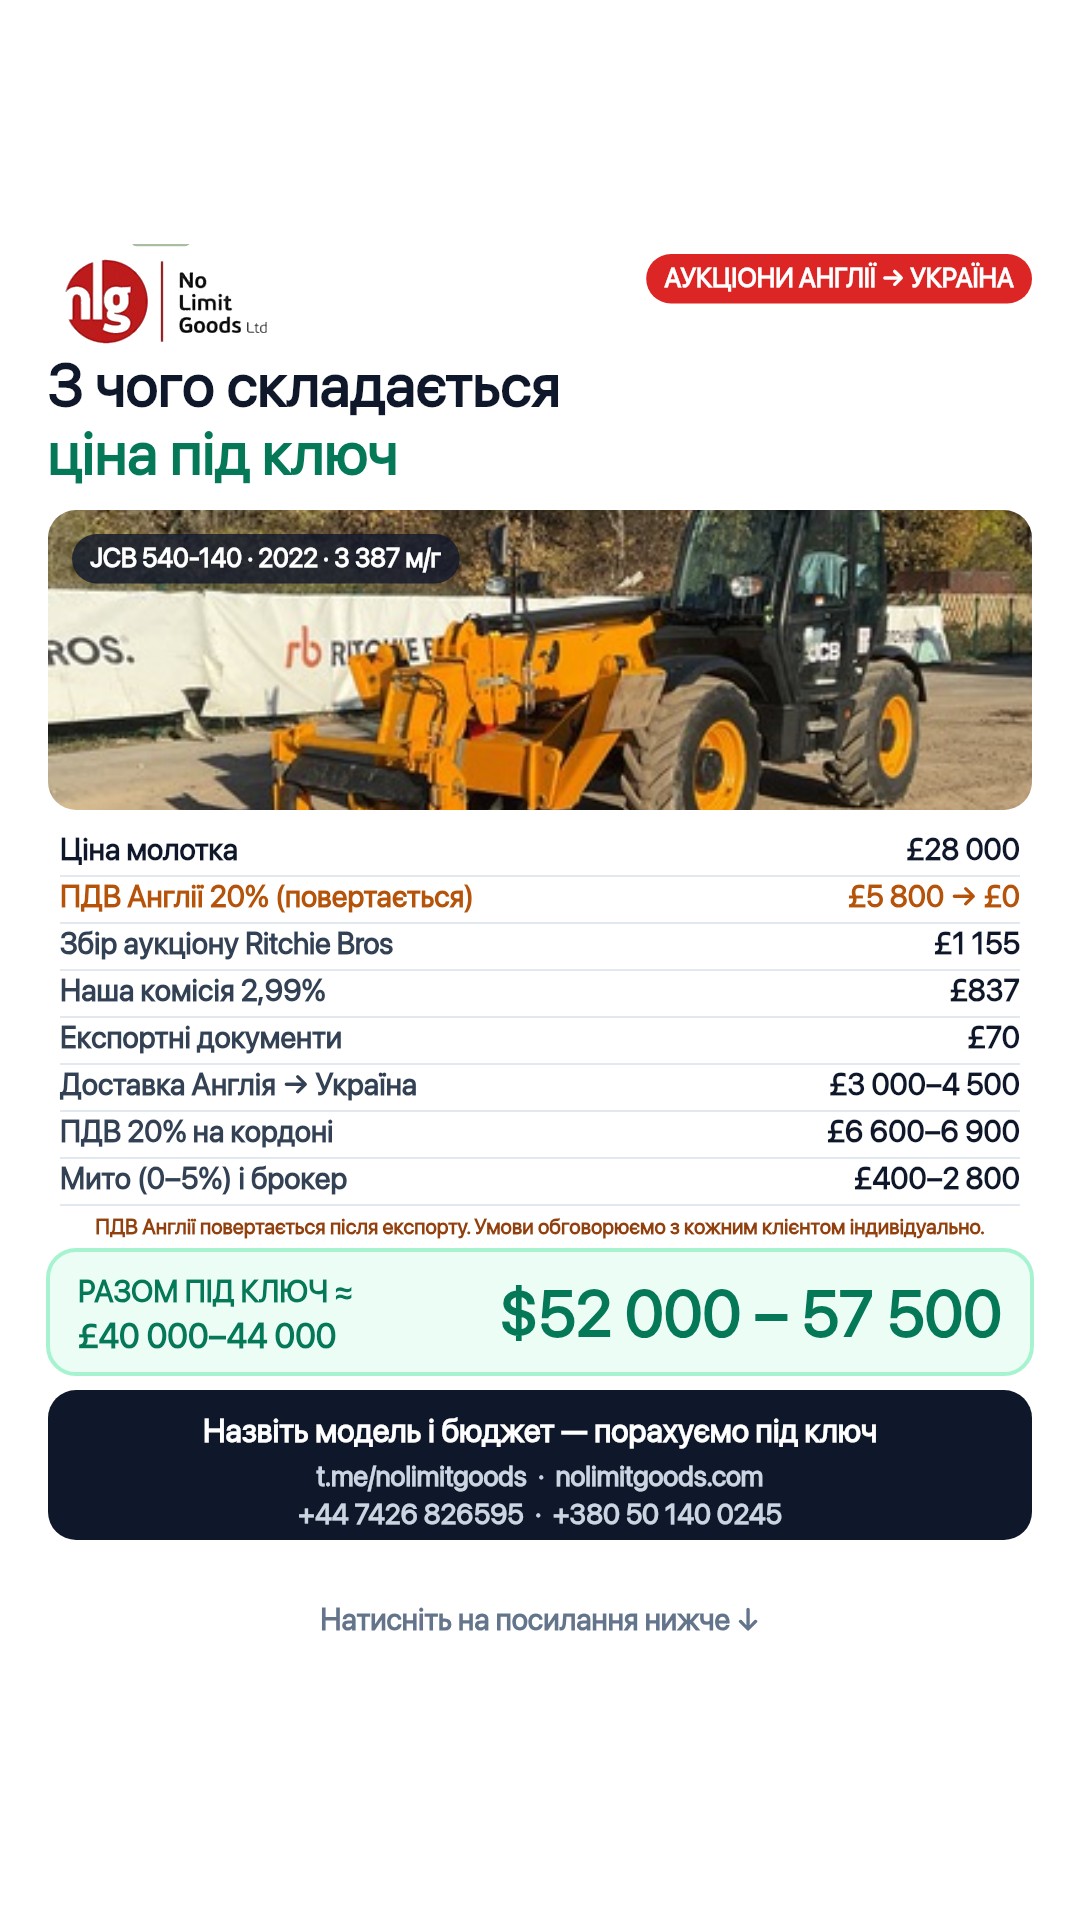 nlg
No
Limit
Goods Ltd
АУКЦІОНИ АНГЛІЇ → УКРАЇНА
З чого складається
ціна під ключ
JCB 540-140 · 2022 · 3 387 м/г
ROS.
rb RITCHIE B
JCB
Ціна молотка £28 000
ПДВ Англії 20% (повертається) £5 800 → £0
Збір аукціону Ritchie Bros £1 155
Наша комісія 2,99% £837
Експортні документи £70
Доставка Англія → Україна £3 000–4 500
ПДВ 20% на кордоні £6 600–6 900
Мито (0–5%) і брокер £400–2 800
ПДВ Англії повертається після експорту. Умови обговорюємо з кожним клієнтом індивідуально.
РАЗОМ ПІД КЛЮЧ ≈
£40 000–44 000
$52 000 – 57 500
Назвіть модель і бюджет — порахуємо під ключ
t.me/nolimitgoods · nolimitgoods.com
+44 7426 826595 · +380 50 140 0245
Натисніть на посилання нижче ↓